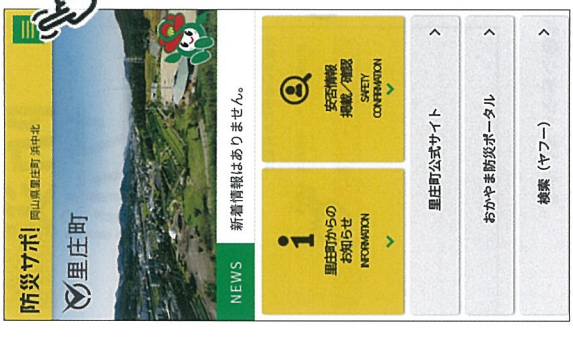 防災サポ! 岡山県里庄町 浜中北
里庄町
NEWS 新着情報はありません。
里庄町からの
お知らせ
INFORMATION
安否情報
掲載/確認
SAFETY
CONFIRMATION
里庄町公式サイト
おかやま防災ポータル
検索(ヤフー)